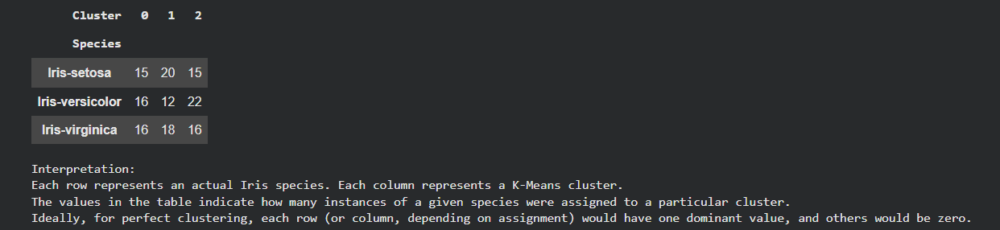 Cluster 0 1 2
Species
Iris-setosa 15 20 15
Iris-versicolor 16 12 22
Iris-virginica 16 18 16
Interpretation:
Each row represents an actual Iris species. Each column represents a K-Means cluster.
The values in the table indicate how many instances of a given species were assigned to a particular cluster.
Ideally, for perfect clustering, each row (or column, depending on assignment) would have one dominant value, and others would be zero.